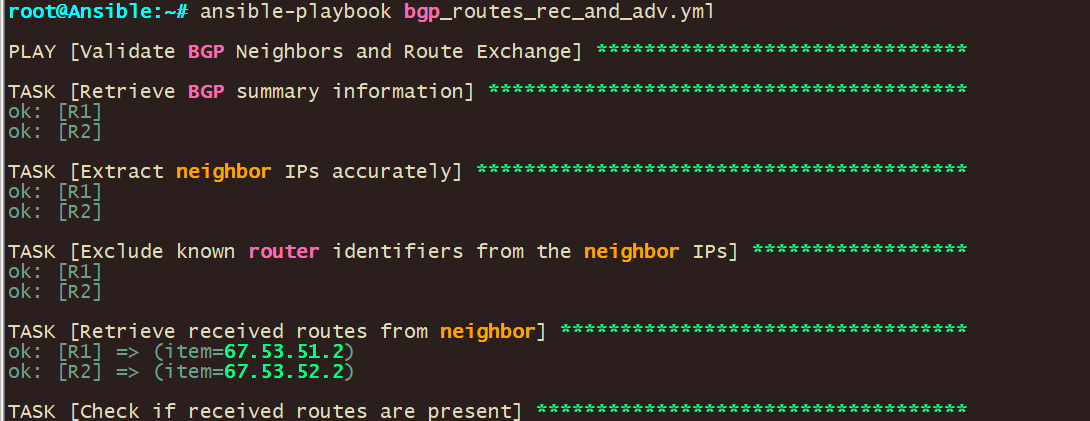 root@Ansible:~# ansible-playbook bgp_routes_rec_and_adv.yml
PLAY [Validate BGP Neighbors and Route Exchange] *******************************
TASK [Retrieve BGP summary information] ****************************************
ok: [R1]
ok: [R2]
TASK [Extract neighbor IPs accurately] *****************************************
ok: [R1]
ok: [R2]
TASK [Exclude known router identifiers from the neighbor IPs] ******************
ok: [R1]
ok: [R2]
TASK [Retrieve received routes from neighbor] **********************************
ok: [R1] => (item=67.53.51.2)
ok: [R2] => (item=67.53.52.2)
TASK [Check if received routes are present] ************************************